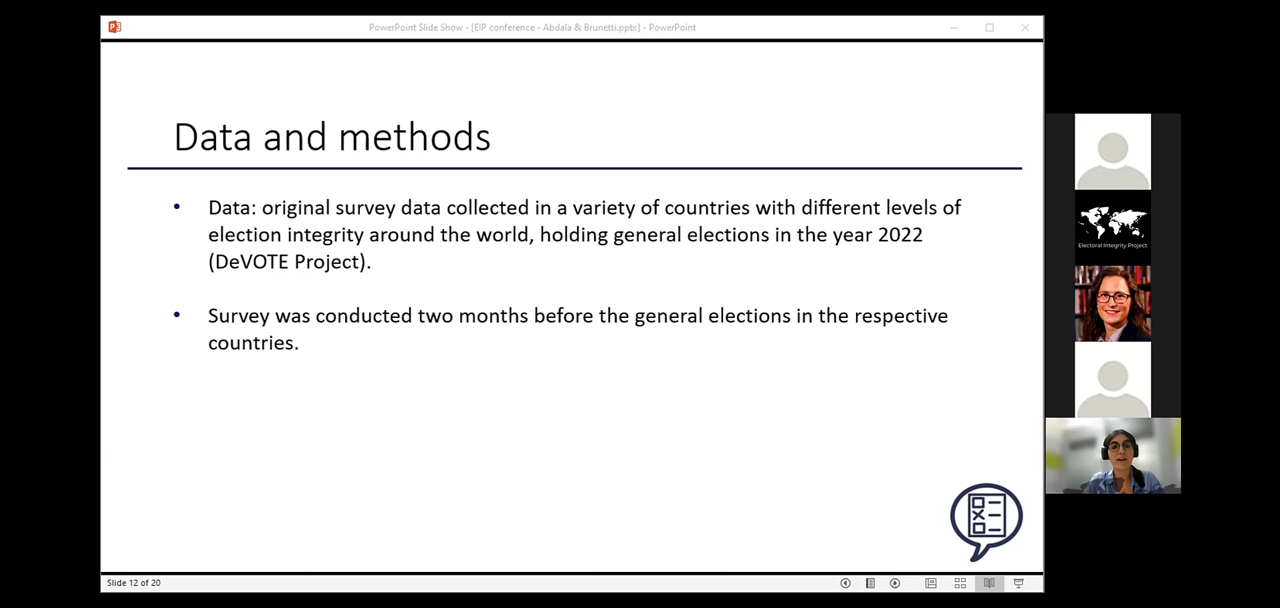 PowerPoint Slide Show - [EIP conference - Abdala & Brunetti.pptx] - PowerPoint
Data and methods
• Data: original survey data collected in a variety of countries with different levels of
election integrity around the world, holding general elections in the year 2022
(DeVOTE Project).
• Survey was conducted two months before the general elections in the respective
countries.
Electoral Integrity Project
Slide 12 of 20